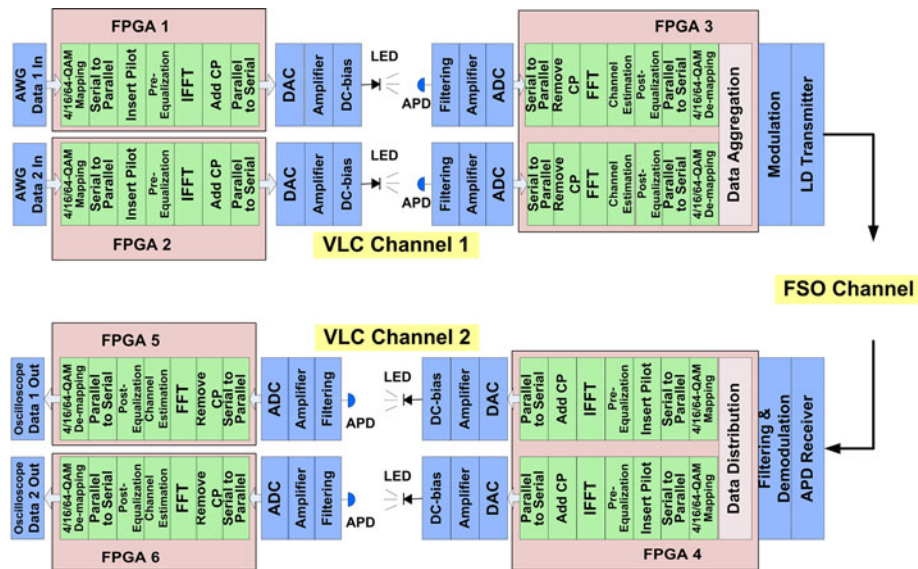 FPGA 1
FPGA 3
AWG
Data 1 In
4/16/64-QAM
Mapping
Serial to
Parallel
Insert Pilot
Pre-
Equalization
IFFT
Add CP
Parallel
to Serial
DAC
Amplifier
DC-bias
LED
APD
Filtering
Amplifier
ADC
Serial to
Parallel
Remove
CP
FFT
Channel
Estimation
Post-
Equalization
Parallel
to Serial
4/16/64-QAM
De-mapping
Data Aggregation
Modulation
LD Transmitter
AWG
Data 2 In
4/16/64-QAM
Mapping
Serial to
Parallel
Insert Pilot
Pre-
Equalization
IFFT
Add CP
Parallel
to Serial
DAC
Amplifier
DC-bias
LED
APD
Filtering
Amplifier
ADC
Serial to
Parallel
Remove
CP
FFT
Channel
Estimation
Post-
Equalization
Parallel
to Serial
4/16/64-QAM
De-mapping
FPGA 2
VLC Channel 1
FSO Channel
VLC Channel 2
FPGA 5
Oscilloscope
Data 1 Out
4/16/64-QAM
De-mapping
Parallel
to Serial
Post-
Equalization
Channel
Estimation
FFT
Remove
CP
Serial to
Parallel
ADC
Amplifier
Filtering
APD
LED
DC-bias
Amplifier
DAC
Parallel
to Serial
Add CP
IFFT
Pre-
Equalization
Insert Pilot
Serial to
Parallel
4/16/64-QAM
Mapping
Data Distribution
Filtering &
Demodulation
APD Receiver
Oscilloscope
Data 2 Out
4/16/64-QAM
De-mapping
Parallel
to Serial
Post-
Equalization
Channel
Estimation
FFT
Remove
CP
Serial to
Parallel
ADC
Amplifier
Filtering
APD
LED
DC-bias
Amplifier
DAC
Parallel
to Serial
Add CP
IFFT
Pre-
Equalization
Insert Pilot
Serial to
Parallel
4/16/64-QAM
Mapping
FPGA 6
FPGA 4